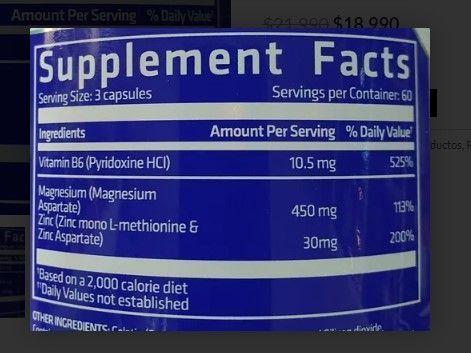 Amount Per Serving % Daily Value
$21.990 $18.990
Supplement Facts
Serving Size: 3 capsules Servings per Container: 60
Ingredients Amount Per Serving % Daily Value*
Vitamin B6 (Pyridoxine HCl) 10.5 mg 525%
Magnesium (Magnesium
Aspartate) 450 mg 113%
Zinc (Zinc mono L-methionine &
Zinc Aspartate) 30mg 200%
*Based on a 2,000 calorie diet
**Daily Values not established
OTHER INGREDIENTS:
dioxide,